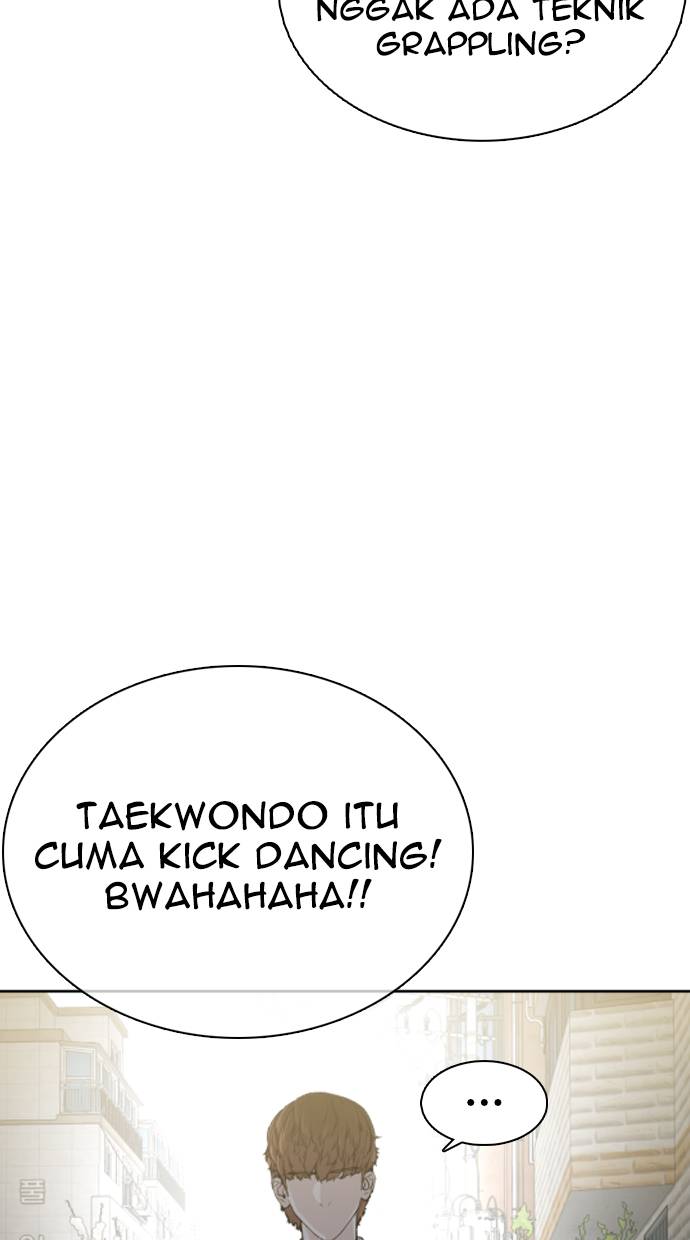 NGGAK ADA TEKNIK
GRAPPLING?
TAEKWONDO ITU
CUMA KICK DANCING!
BWAHAHAHA!!
...